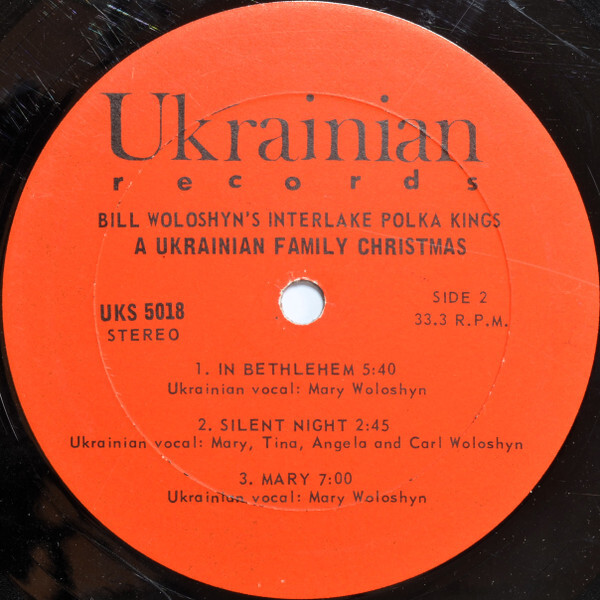 Ukrainian
records
BILL WOLOSHYN'S INTERLAKE POLKA KINGS
A UKRAINIAN FAMILY CHRISTMAS
UKS 5018
STEREO
SIDE 2
33.3 R.P.M.
1. IN BETHLEHEM 5:40
Ukrainian vocal: Mary Woloshyn
2. SILENT NIGHT 2:45
Ukrainian vocal: Mary, Tina, Angela and Carl Woloshyn
3. MARY 7:00
Ukrainian vocal: Mary Woloshyn